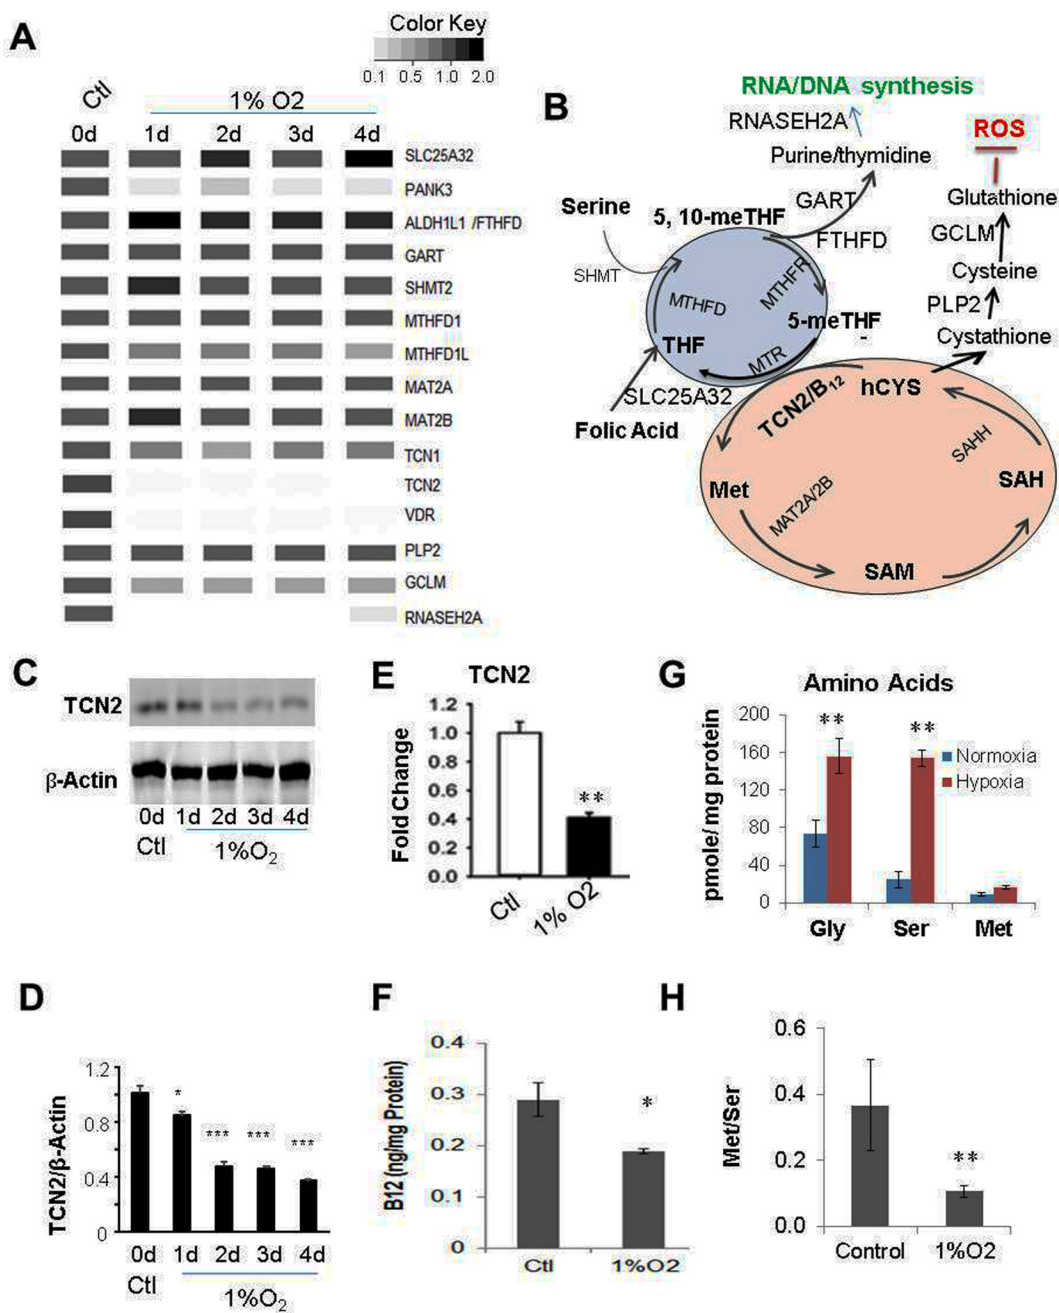 A
Color Key
0.1 0.5 1.0 2.0
Ctl
1% O2
0d 1d 2d 3d 4d
SLC25A32
PANK3
ALDH1L1 /FTHFD
GART
SHMT2
MTHFD1
MTHFD1L
MAT2A
MAT2B
TCN1
TCN2
VDR
PLP2
GCLM
RNASEH2A
B
RNA/DNA synthesis
RNASEH2A
ROS
Purine/thymidine
Glutathione
GART
Serine
5, 10-meTHF
FTHFD
GCLM
SHMT
MTHFR
Cysteine
MTHFD
PLP2
5-meTHF
-
THF
MTR
Cystathione
SLC25A32
TCN2/B12
hCYS
Folic Acid
SAHH
Met
MAT2A/2B
SAH
SAM
C
TCN2
β-Actin
0d 1d 2d 3d 4d
Ctl
1%O2
E
TCN2
Fold Change
1.2
1.0
0.8
0.6
0.4
0.2
0.0
**
Ctl
1% O2
G
Amino Acids
pmole/ mg protein
200
160
120
80
40
0
**
**
Normoxia
Hypoxia
Gly Ser Met
D
TCN2/β-Actin
1.2
0.8
0.4
0
*
***
***
***
0d 1d 2d 3d 4d
Ctl
1%O2
F
B12 (ng/mg Protein)
0.4
0.3
0.2
0.1
0
*
Ctl 1%O2
H
Met/Ser
0.6
0.4
0.2
0.0
**
Control 1%O2